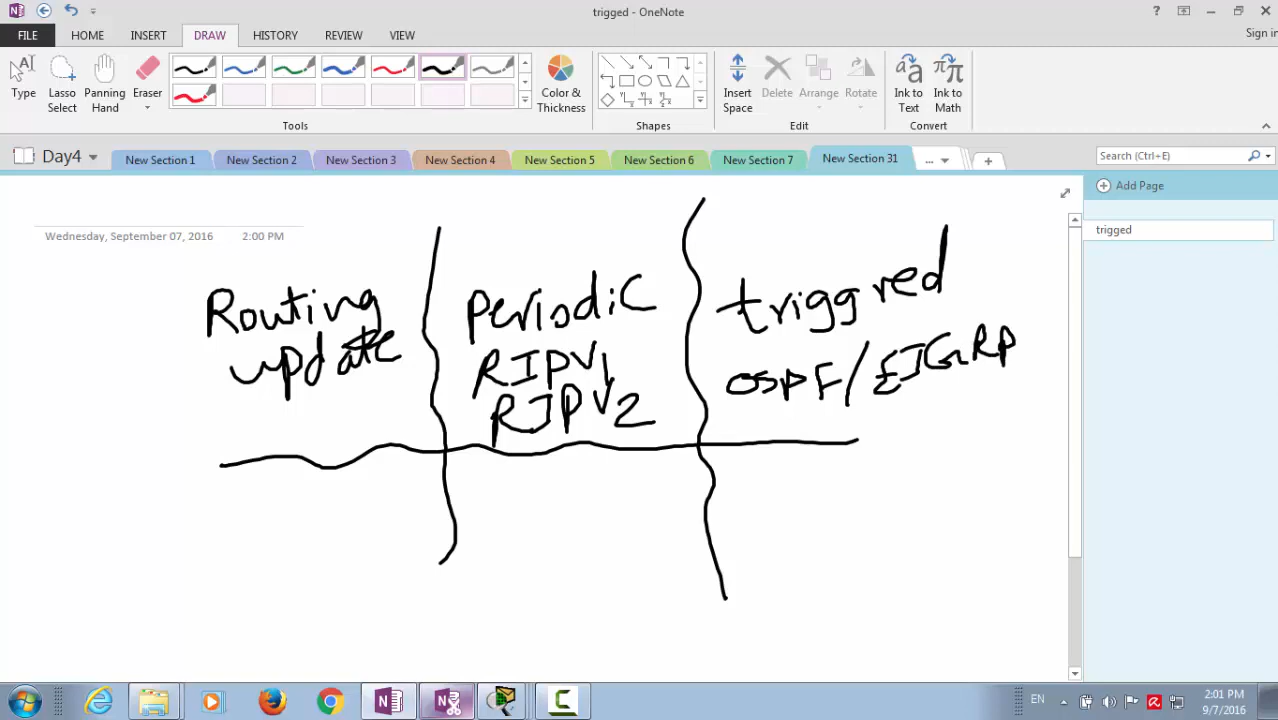 trigged - OneNote
?
Sign in
FILE HOME INSERT DRAW HISTORY REVIEW VIEW
Type
Lasso Select
Panning Hand
Eraser
Color & Thickness
Insert Space
Delete
Arrange
Rotate
Ink to Text
Ink to Math
Tools
Shapes
Edit
Convert
Day4 New Section 1 New Section 2 New Section 3 New Section 4 New Section 5 New Section 6 New Section 7 New Section 31 ...
Search (Ctrl+E)
Add Page
trigged
Wednesday, September 07, 2016 2:00 PM
Routing
update
Periodic
RIPV1
RIPV2
triggred
OSPF/EIGRP
EN
2:01 PM
9/7/2016